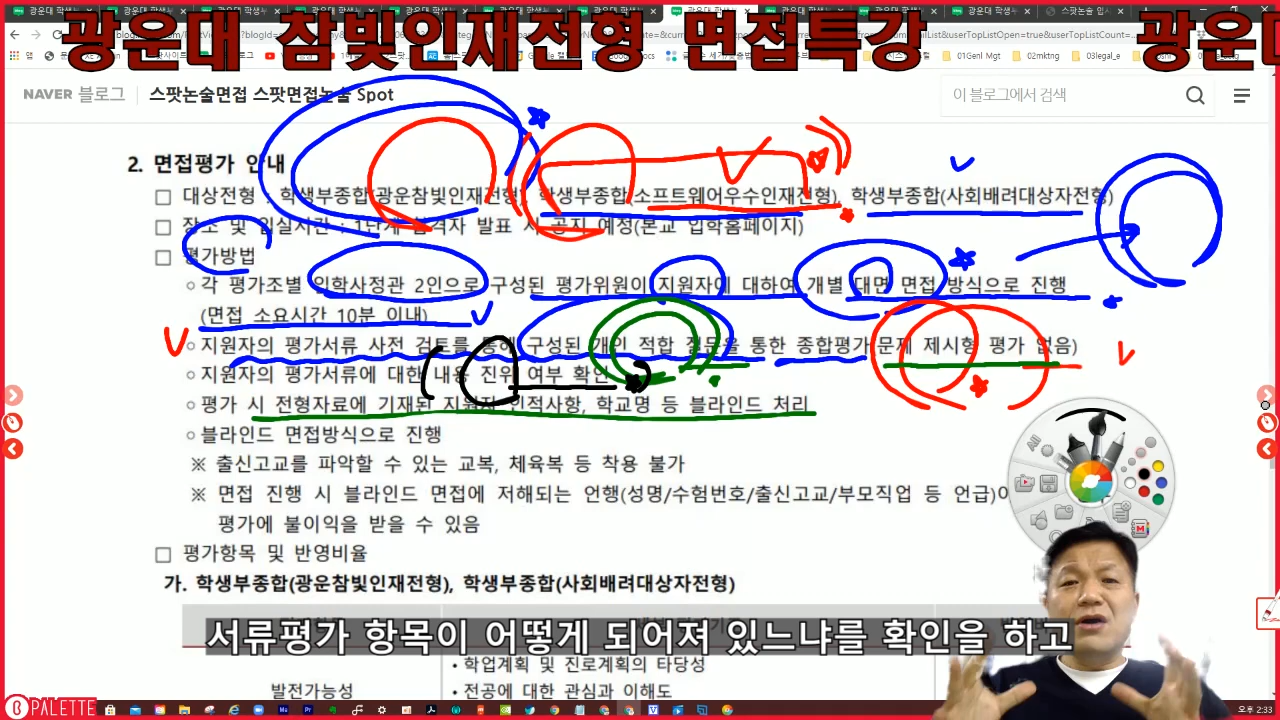 광운대 참빛인재전형 면접특강 광운대
NAVER 블로그 스팟논술면접 스팟면접논술 Spot 이 블로그에서 검색
2. 면접평가 안내
□ 대상전형 : 학생부종합(광운참빛인재전형), 학생부종합(소프트웨어우수인재전형), 학생부종합(사회배려대상자전형)
□ 장소 및 입실시간 : 1단계 합격자 발표 시 공지 예정(본교 입학홈페이지)
□ 평가방법
○ 각 평가조별 입학사정관 2인으로 구성된 평가위원이 지원자에 대하여 개별 대면 면접 방식으로 진행
(면접 소요시간 10분 이내)
○ 지원자의 평가서류 사전 검토를 통해 구성된 개인 적합 질문을 통한 종합평가(문제 제시형 평가 없음)
○ 지원자의 평가서류에 대한 내용 진위 여부 확인
○ 평가 시 전형자료에 기재된 지원자 인적사항, 학교명 등 블라인드 처리
○ 블라인드 면접방식으로 진행
※ 출신고교를 파악할 수 있는 교복, 체육복 등 착용 불가
※ 면접 진행 시 블라인드 면접에 저해되는 언행(성명/수험번호/출신고교/부모직업 등 언급)이
평가에 불이익을 받을 수 있음
□ 평가항목 및 반영비율
가. 학생부종합(광운참빛인재전형), 학생부종합(사회배려대상자전형)
서류평가 항목이 어떻게 되어져 있느냐를 확인을 하고
• 학업계획 및 진로계획의 타당성
발전가능성 • 전공에 대한 관심과 이해도
PALETTE 오후 2:33